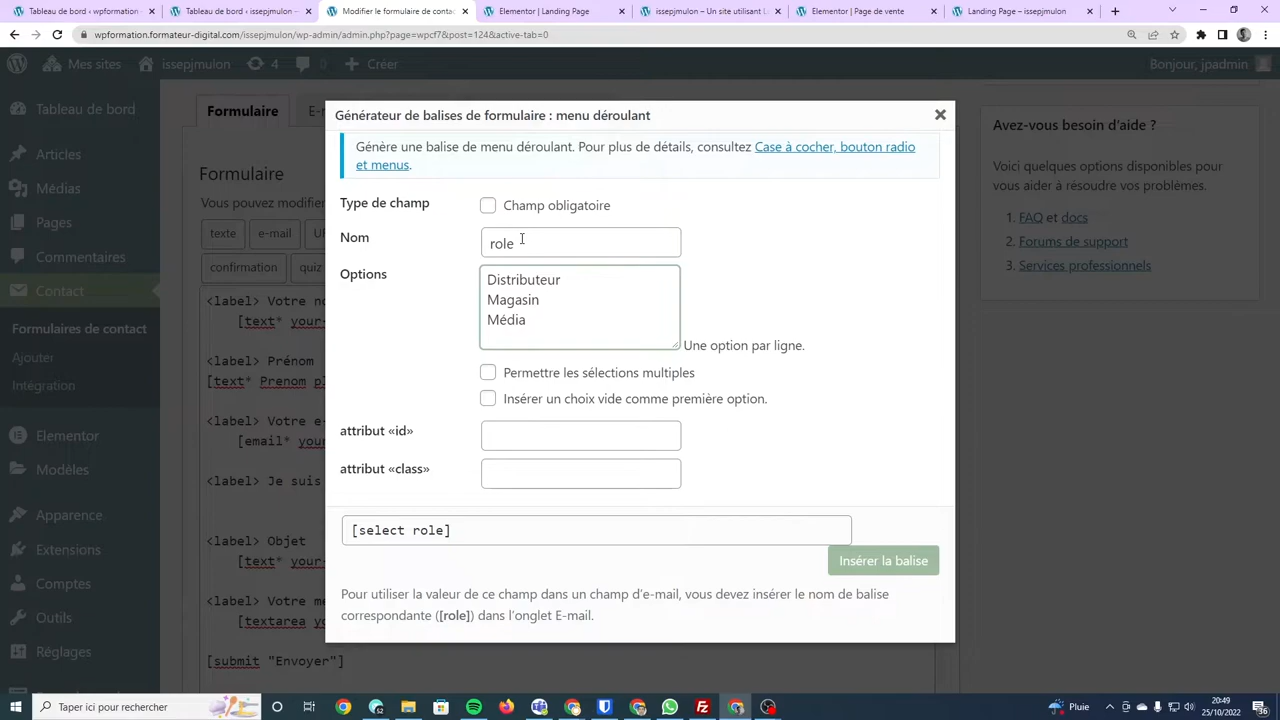 Tableau de bord ‹ wpformation
Tableau de bord ‹ issepjmulon
Modifier le formulaire de contac
Elementor | Landing Page
issepjmulon – Un site utilisant L
Elementor | Page de vente
Landing Page – issepjmulon
wpformation.formateur-digital.com/issepjmulon/wp-admin/admin.php?page=wpcf7&post=124&active-tab=0
Mes sites
issepjmulon
4
0
Créer
Bonjour, jpadmin
Tableau de bord
Articles
Médias
Pages
Commentaires
Contact
Formulaires de contact
Ajouter
Intégration
Elementor
Modèles
Apparence
Extensions
Comptes
Outils
Réglages
Formulaire
E-
Formulaire
Vous pouvez modifier
texte
e-mail
UR
confirmation
quiz
<label> Votre no
[text* your-
<label> Prénom
[text* Prenom pl
<label> Votre e-
[email* your
<label> Je suis
<label> Objet
[text* your-
<label> Votre me
[textarea yo
[submit "Envoyer"]
Générateur de balises de formulaire : menu déroulant
Génère une balise de menu déroulant. Pour plus de détails, consultez Case à cocher, bouton radio
et menus.
Type de champ
Champ obligatoire
Nom
role
Options
Distributeur
Magasin
Média
Une option par ligne.
Permettre les sélections multiples
Insérer un choix vide comme première option.
attribut «id»
attribut «class»
[select role]
Insérer la balise
Pour utiliser la valeur de ce champ dans un champ d’e-mail, vous devez insérer le nom de balise
correspondante ([role]) dans l’onglet E-mail.
Avez-vous besoin d’aide ?
Voici quelques options disponibles pour
vous aider à résoudre vos problèmes.
1. FAQ et docs
2. Forums de support
3. Services professionnels
Taper ici pour rechercher
Pluie
20:49
25/10/2022